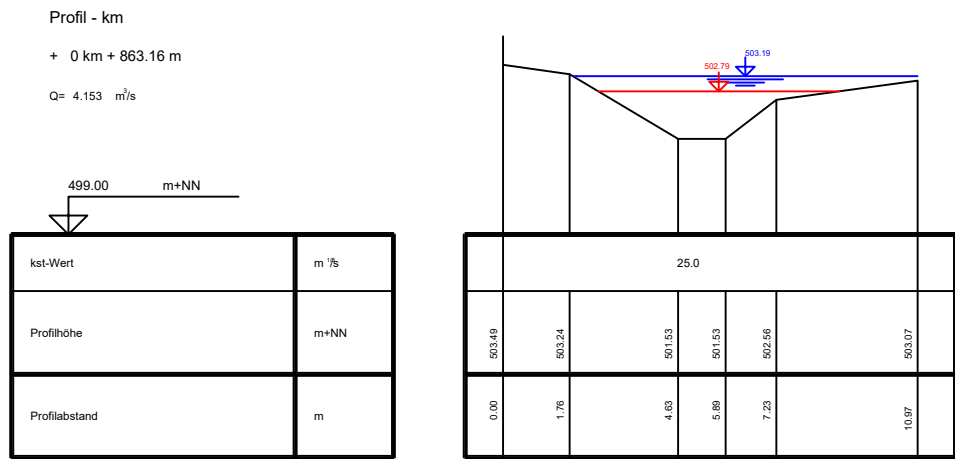 Profil - km
+ 0 km + 863.16 m
Q= 4.153 m³/s
503.19
502.79
499.00 m+NN
kst-Wert m ¹/³/s 25.0
Profilhöhe m+NN 503.49 503.24 501.53 501.53 502.56 503.07
Profilabstand m 0.00 1.76 4.63 5.89 7.23 10.97